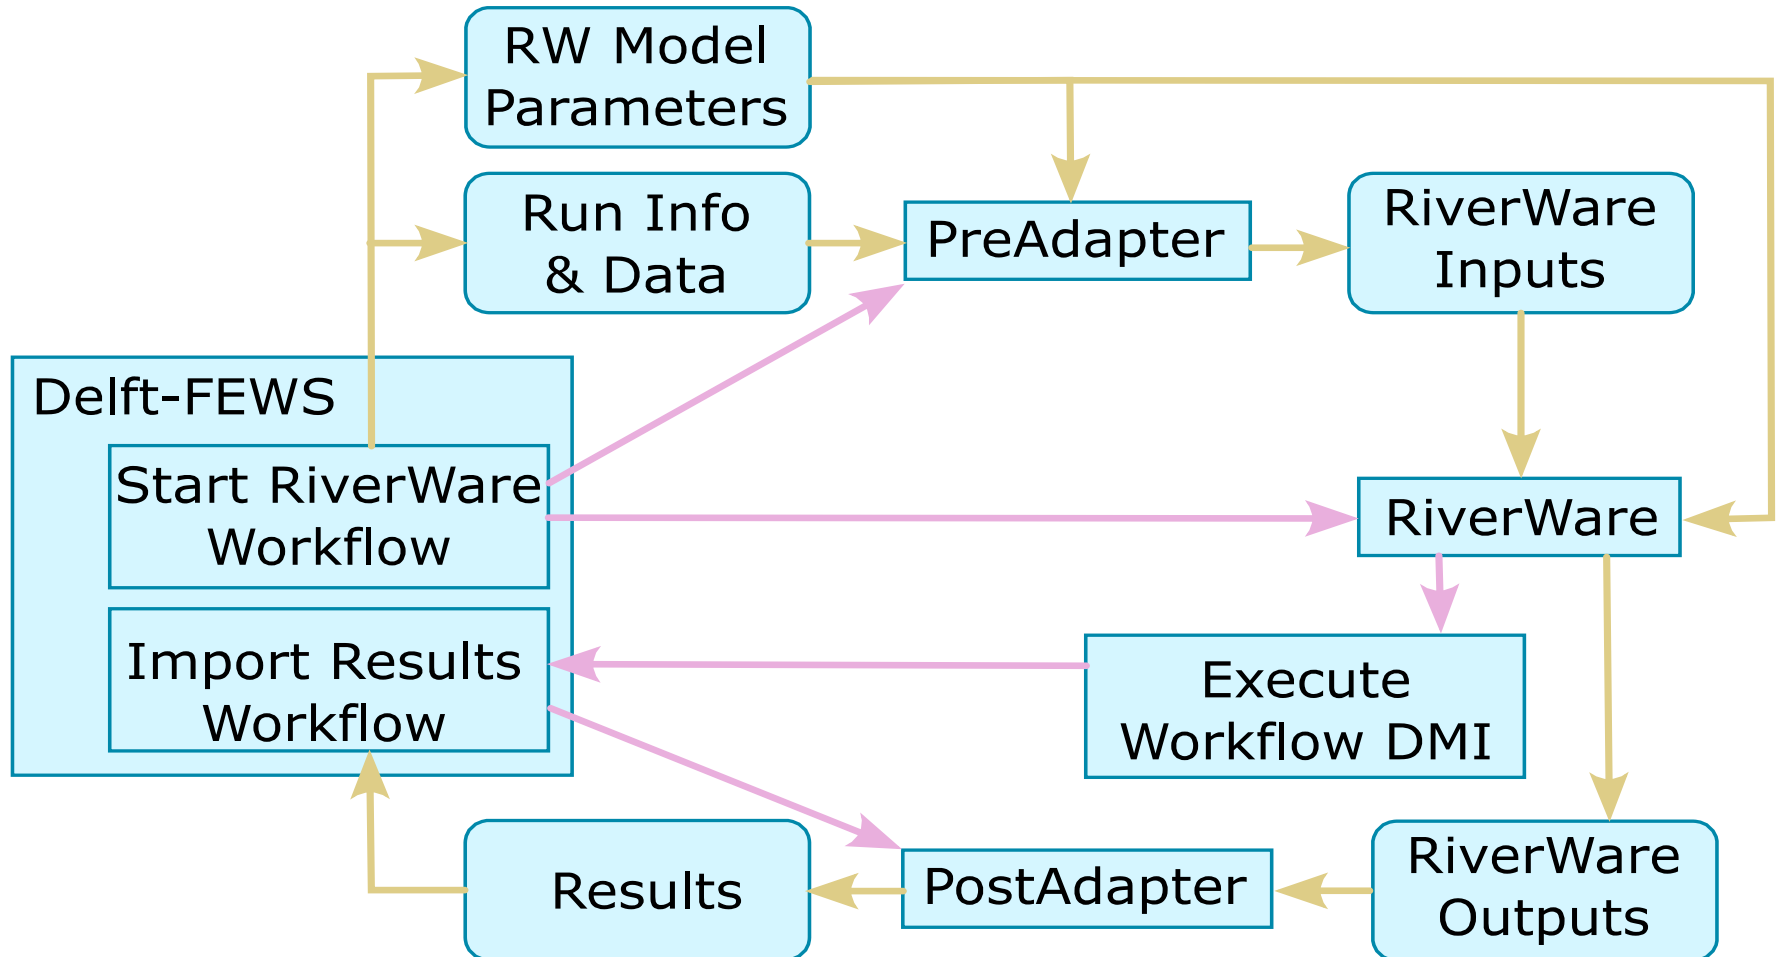 RW Model
Parameters
Run Info
& Data
PreAdapter
RiverWare
Inputs
Delft-FEWS
Start RiverWare
Workflow
RiverWare
Import Results
Workflow
Execute
Workflow DMI
Results
PostAdapter
RiverWare
Outputs